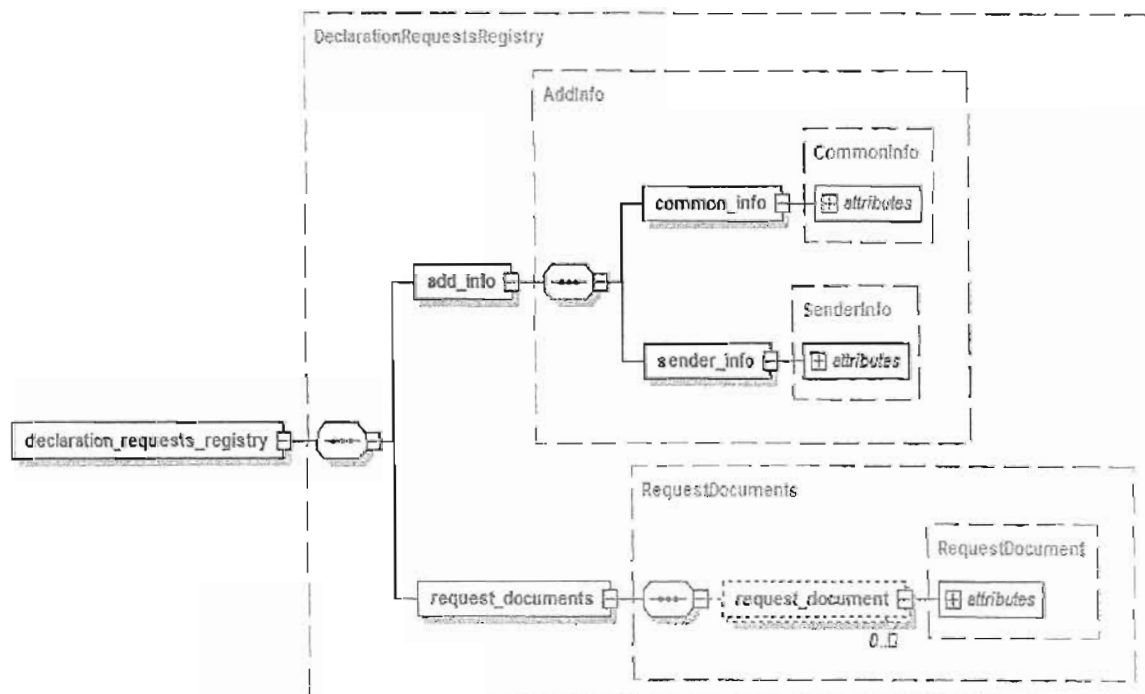 DeclarationRequestsRegistry
AddInfo
CommonInfo
common_info
attributes
add_info
SenderInfo
sender_info
attributes
declaration_requests_registry
RequestDocuments
RequestDocument
request_documents
request_document
attributes